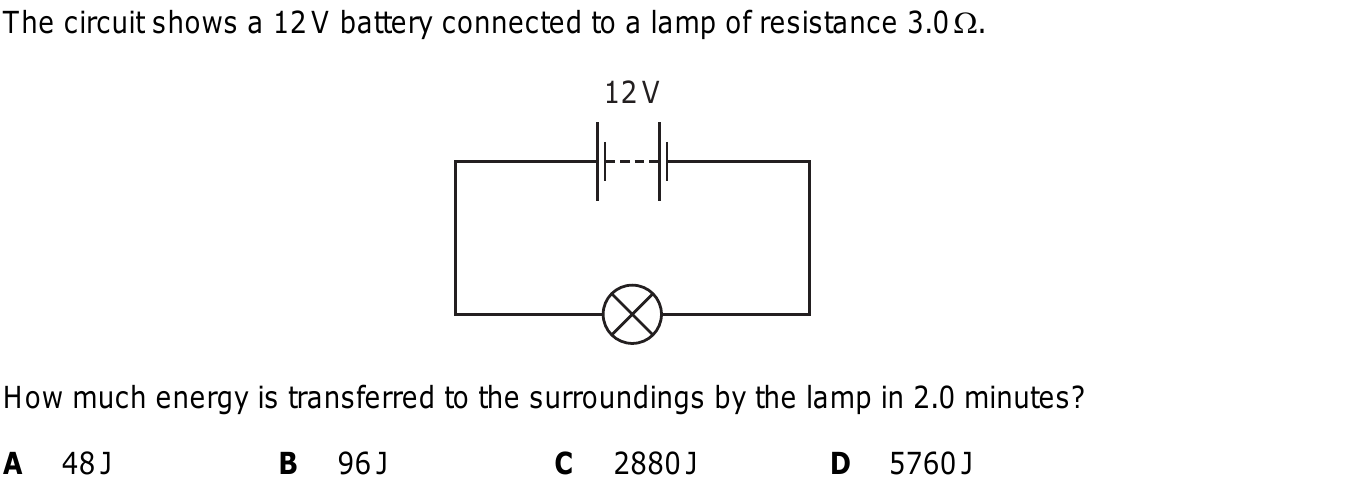 The circuit shows a 12 V battery connected to a lamp of resistance 3.0 Ω.
12 V
How much energy is transferred to the surroundings by the lamp in 2.0 minutes?
A 48 J B 96 J C 2880 J D 5760 J